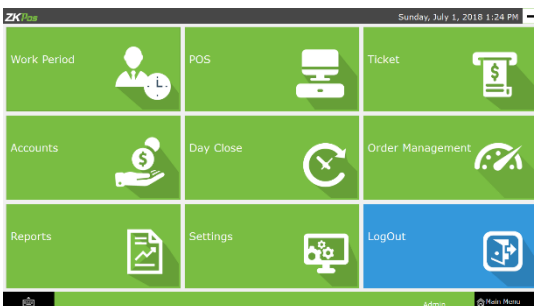 ZKPos
Sunday, July 1, 2018 1:24 PM
Work Period
POS
Ticket
Accounts
Day Close
Order Management
Reports
Settings
LogOut
Admin
Main Menu